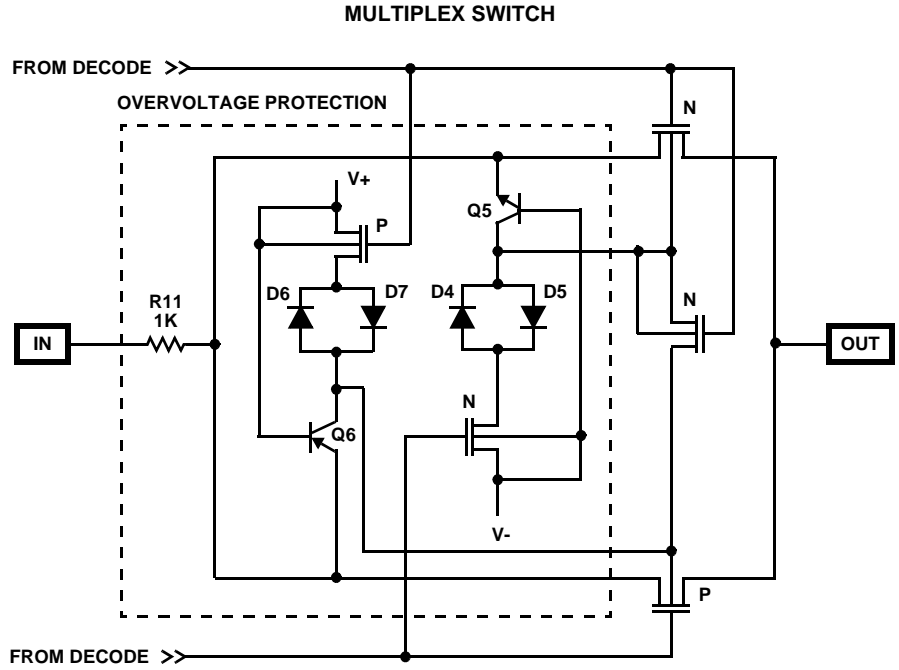 MULTIPLEX SWITCH
FROM DECODE
OVERVOLTAGE PROTECTION
N
V+
Q5
P
D6
D7
D4
D5
N
R11
1K
IN
OUT
N
Q6
V-
P
FROM DECODE